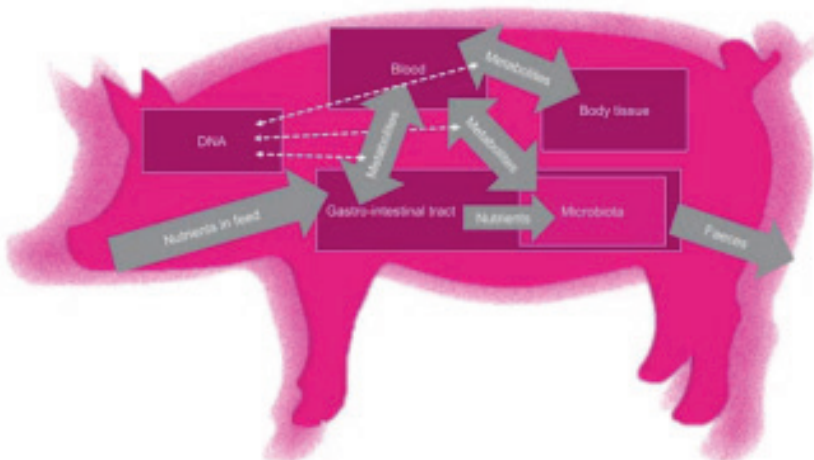 Blood
Metabolites
Body tissue
DNA
Metabolites
Metabolites
Nutrients in feed
Gastro-intestinal tract
Nutrients
Microbiota
Faeces